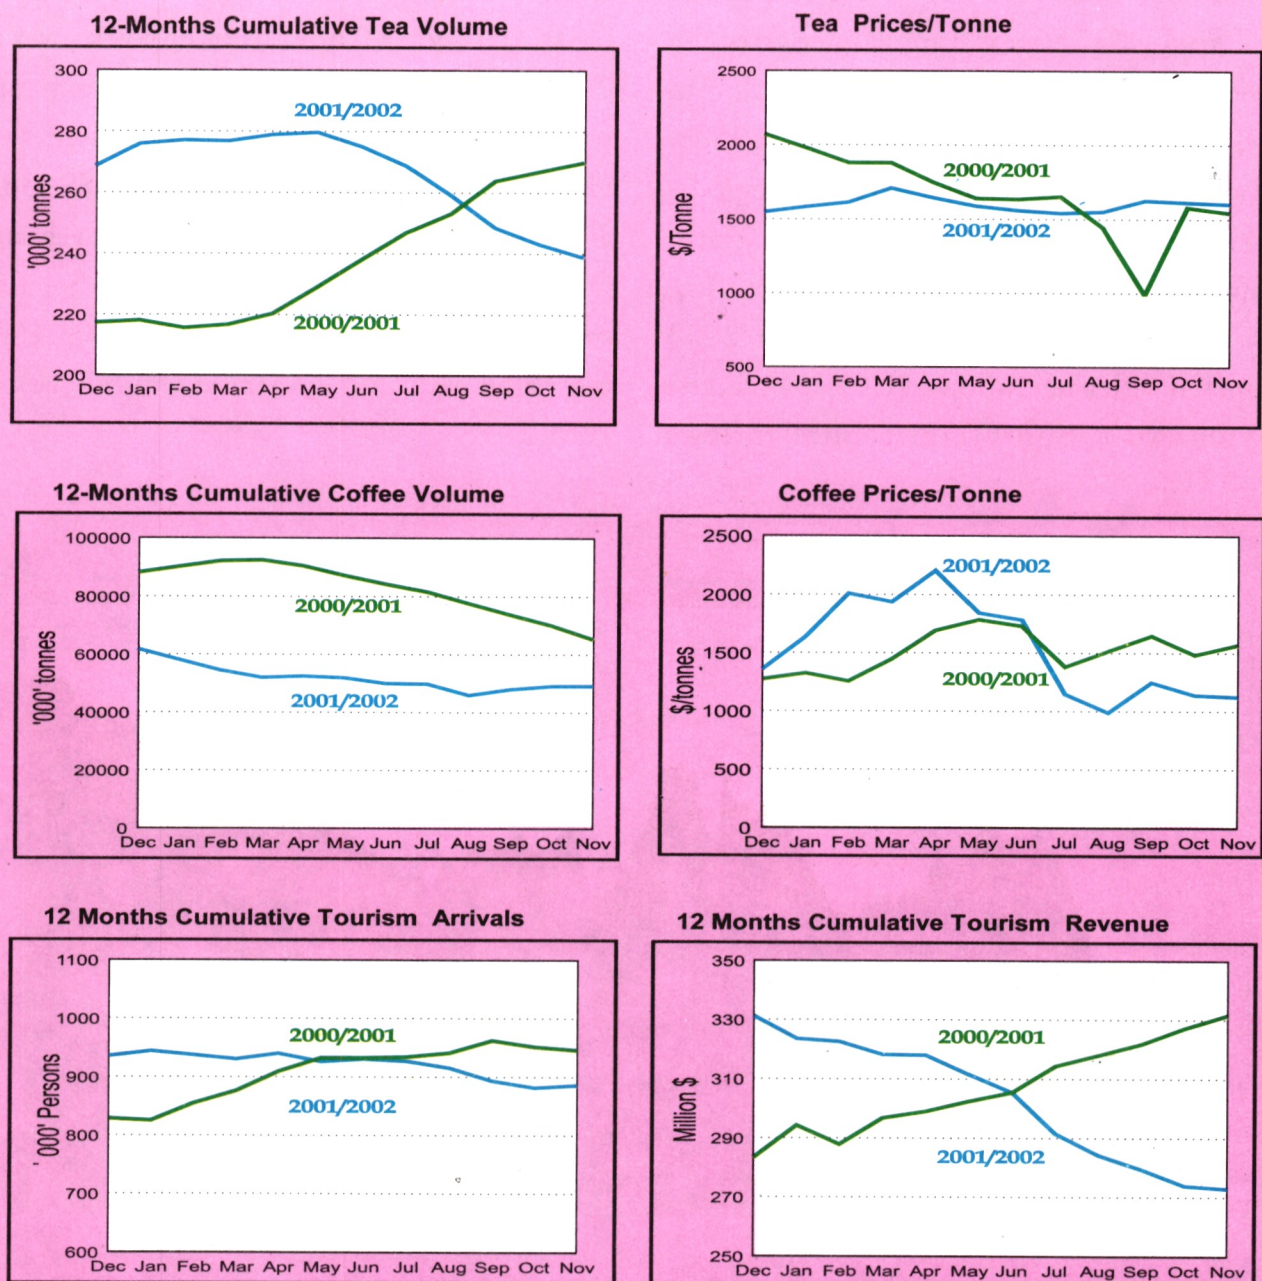 12-Months Cumulative Tea Volume
300
280
260
240
220
200
'000' tonnes
2001/2002
2000/2001
Dec Jan Feb Mar Apr May Jun Jul Aug Sep Oct Nov
Tea Prices/Tonne
2500
2000
1500
1000
500
$/Tonne
2000/2001
2001/2002
Dec Jan Feb Mar Apr May Jun Jul Aug Sep Oct Nov
12-Months Cumulative Coffee Volume
100000
80000
60000
40000
20000
0
'000' tonnes
2000/2001
2001/2002
Dec Jan Feb Mar Apr May Jun Jul Aug Sep Oct Nov
Coffee Prices/Tonne
2500
2000
1500
1000
500
0
$/tonnes
2001/2002
2000/2001
Dec Jan Feb Mar Apr May Jun Jul Aug Sep Oct Nov
12 Months Cumulative Tourism Arrivals
1100
1000
900
800
700
600
' 000' Persons
2000/2001
2001/2002
Dec Jan Feb Mar Apr May Jun Jul Aug Sep Oct Nov
12 Months Cumulative Tourism Revenue
350
330
310
290
270
250
Million $
2000/2001
2001/2002
Dec Jan Feb Mar Apr May Jun Jul Aug Sep Oct Nov